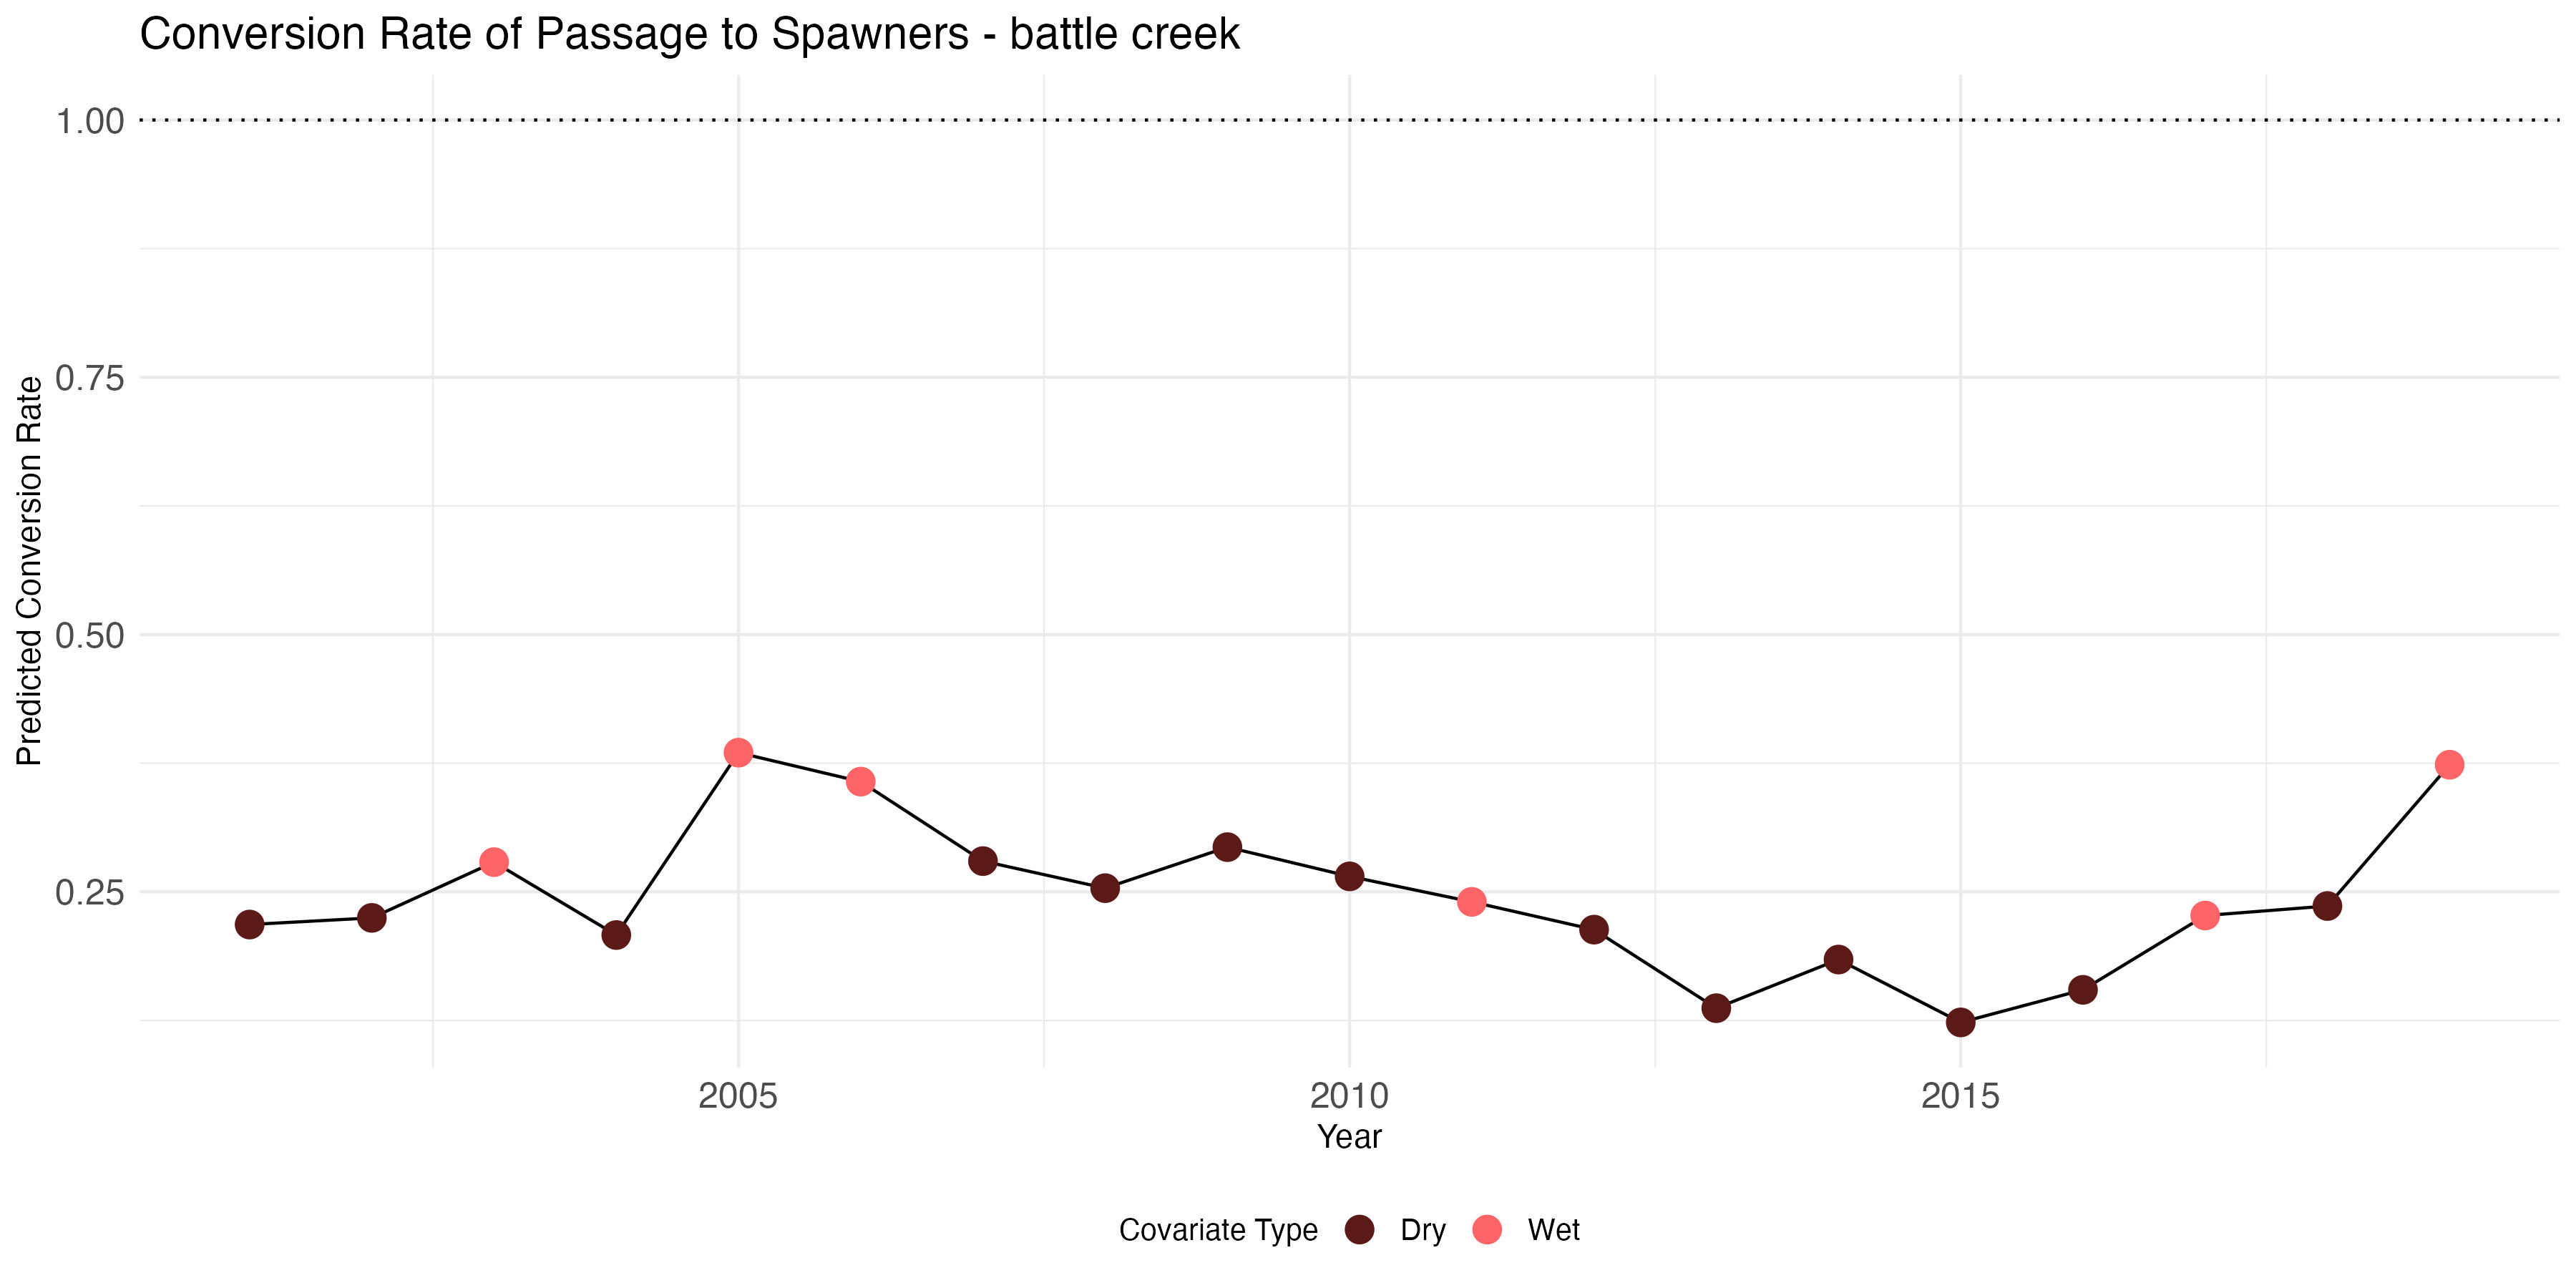 Conversion Rate of Passage to Spawners - battle creek
Predicted Conversion Rate
1.00
0.75
0.50
0.25
2005 2010 2015
Year
Covariate Type Dry Wet